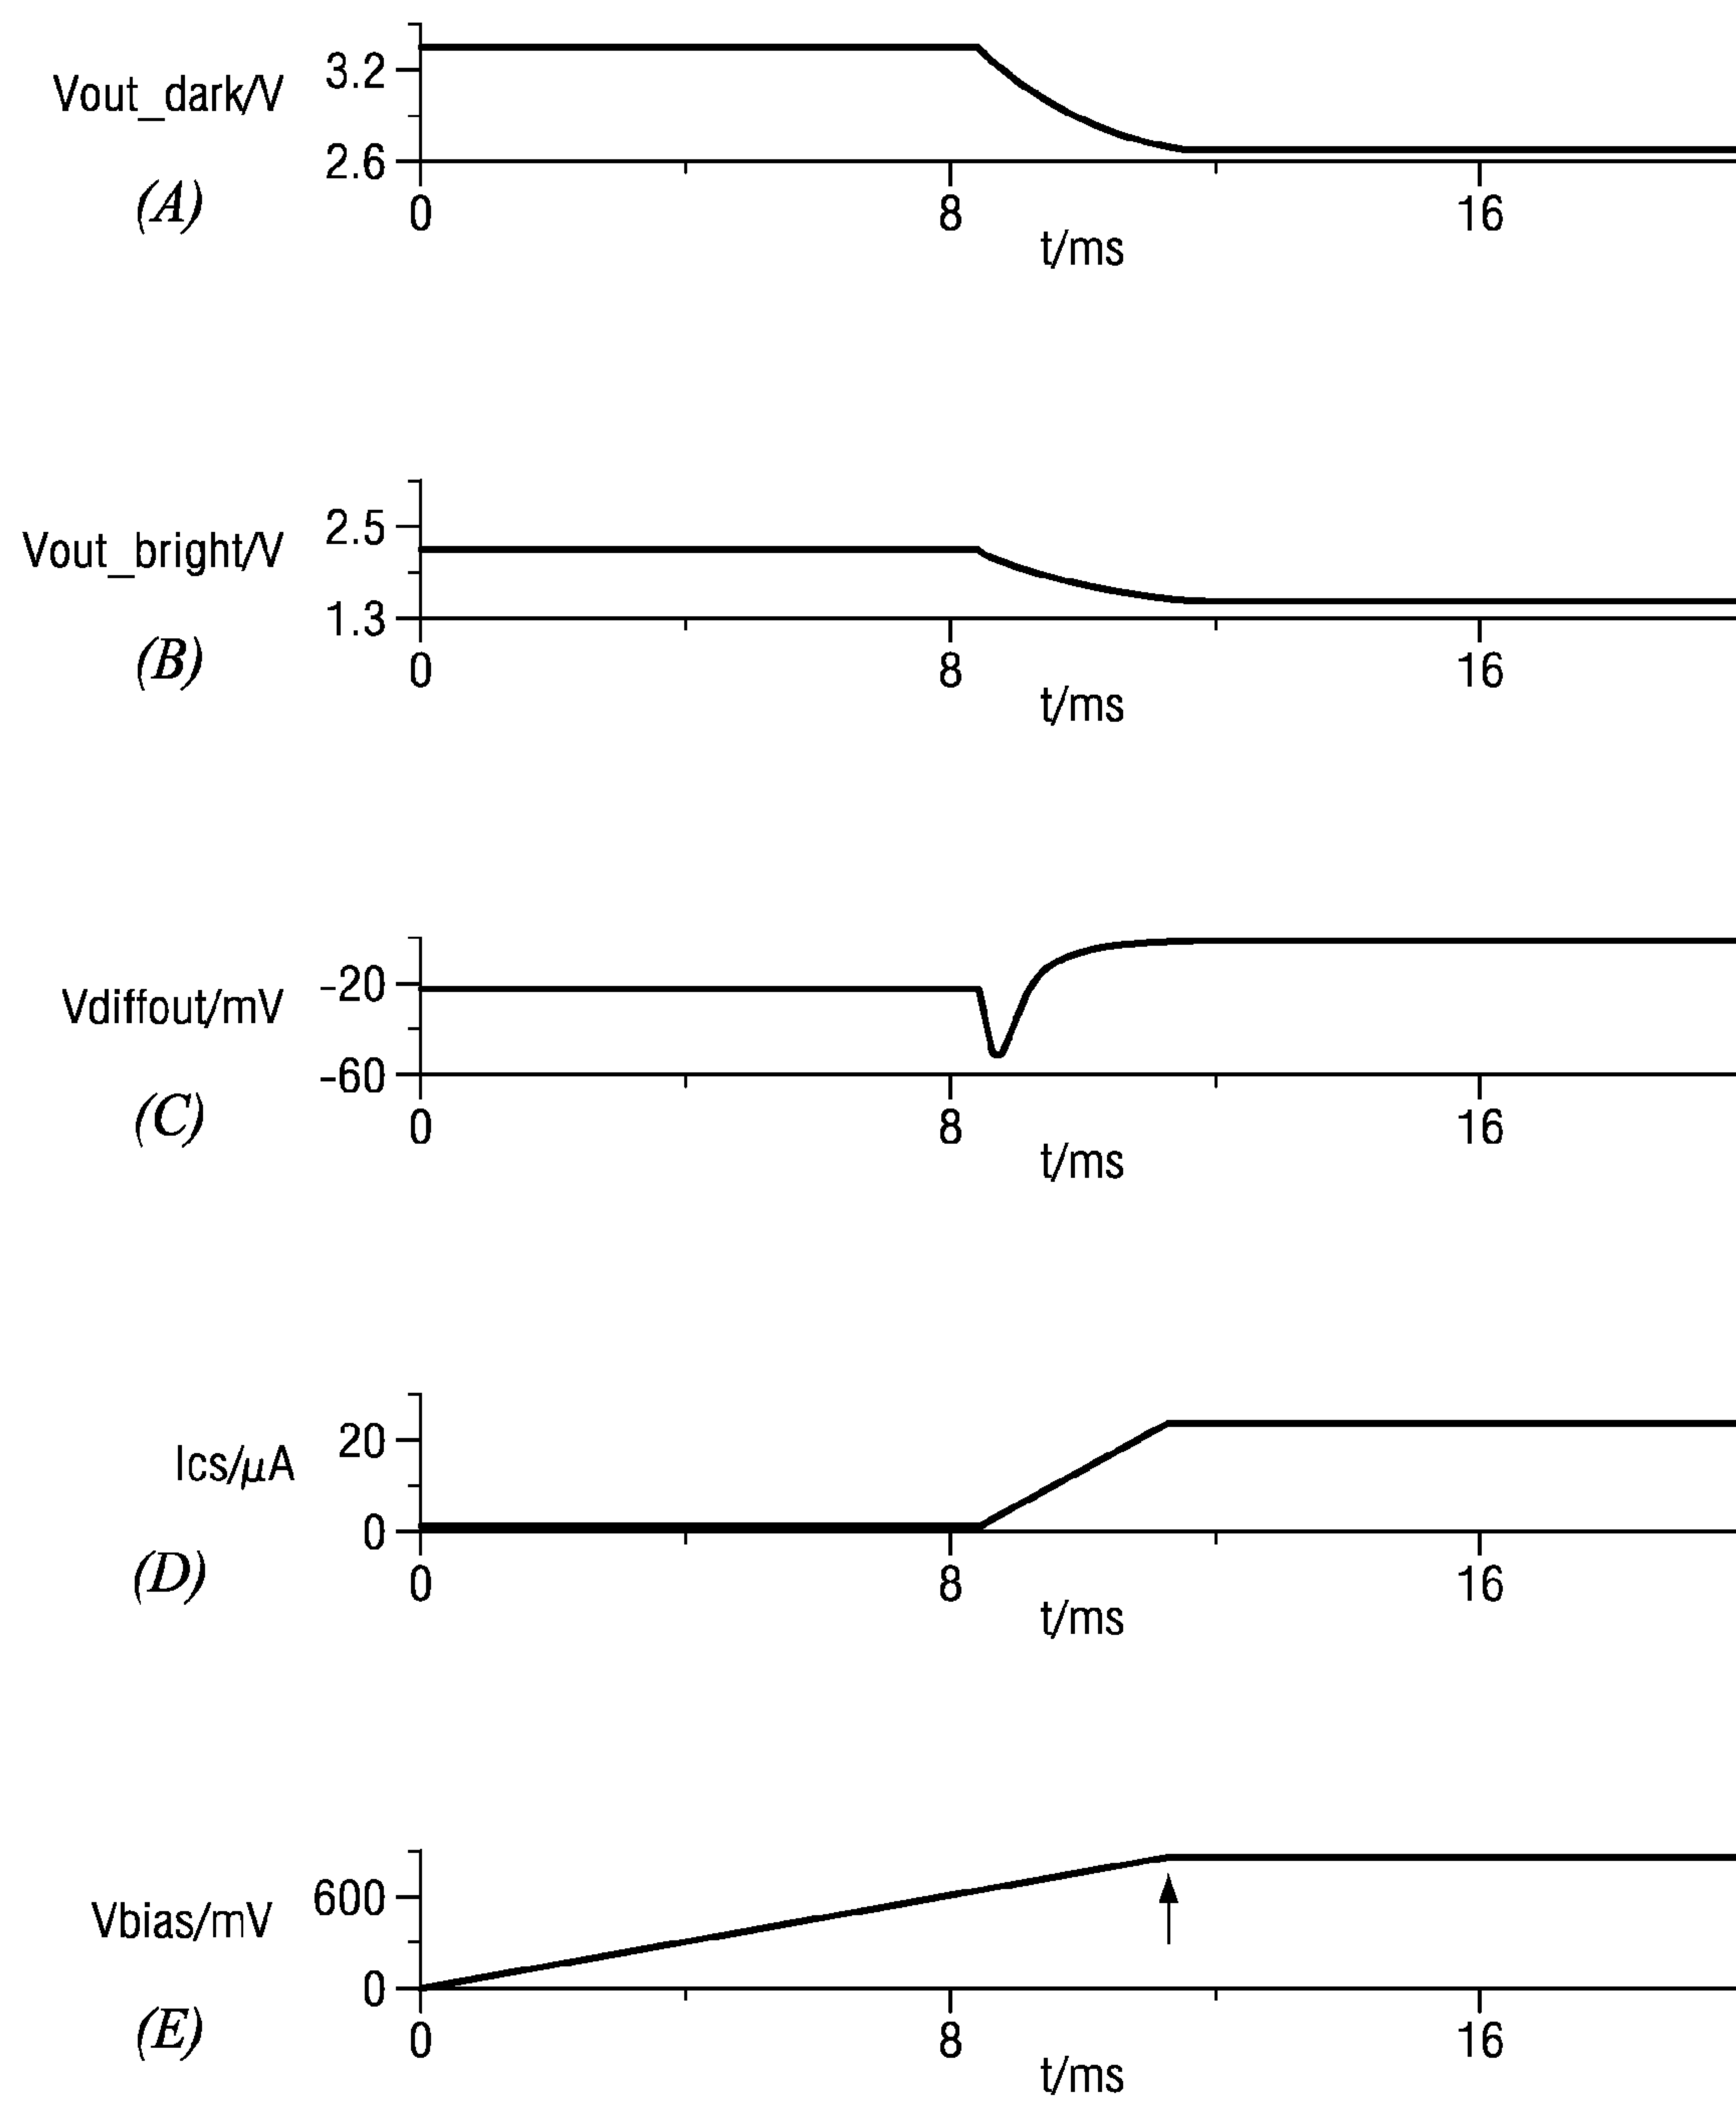 Vout_dark/V
3.2
2.6
(A)
0 8 16
t/ms
Vout_bright/V
2.5
1.3
(B)
0 8 16
t/ms
Vdiffout/mV
-20
-60
(C)
0 8 16
t/ms
Ics/μA
20
0
(D)
0 8 16
t/ms
Vbias/mV
600
0
(E)
0 8 16
t/ms